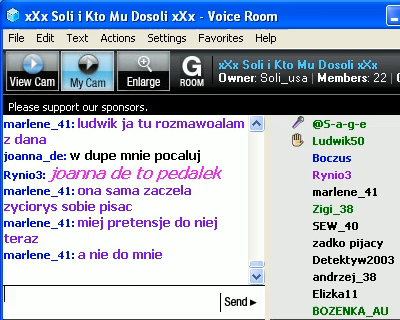 xXx Soli i Kto Mu Dosoli xXx - Voice Room
File Edit Text Actions Settings Favorites Help
View Cam My Cam Enlarge G ROOM
xXx Soli i Kto Mu Dosoli xXx
Owner: Soli_usa | Members: 22 |
Please support our sponsors.
marlene_41: ludwik ja tu rozmawoalam
z dana
joanna_de: w dupe mnie pocaluj
Rynio3: joanna de to pedalek
marlene_41: ona sama zaczela
zyciorys sobie pisac
marlene_41: miej pretensje do niej
teraz
marlene_41: a nie do mnie
Send
@S-a-g-e
Ludwik50
Boczus
Rynio3
marlene_41
Zigi_38
SEW_40
zadko pijacy
Detektyw2003
andrzej_38
Elizka11
BOZENKA_AU